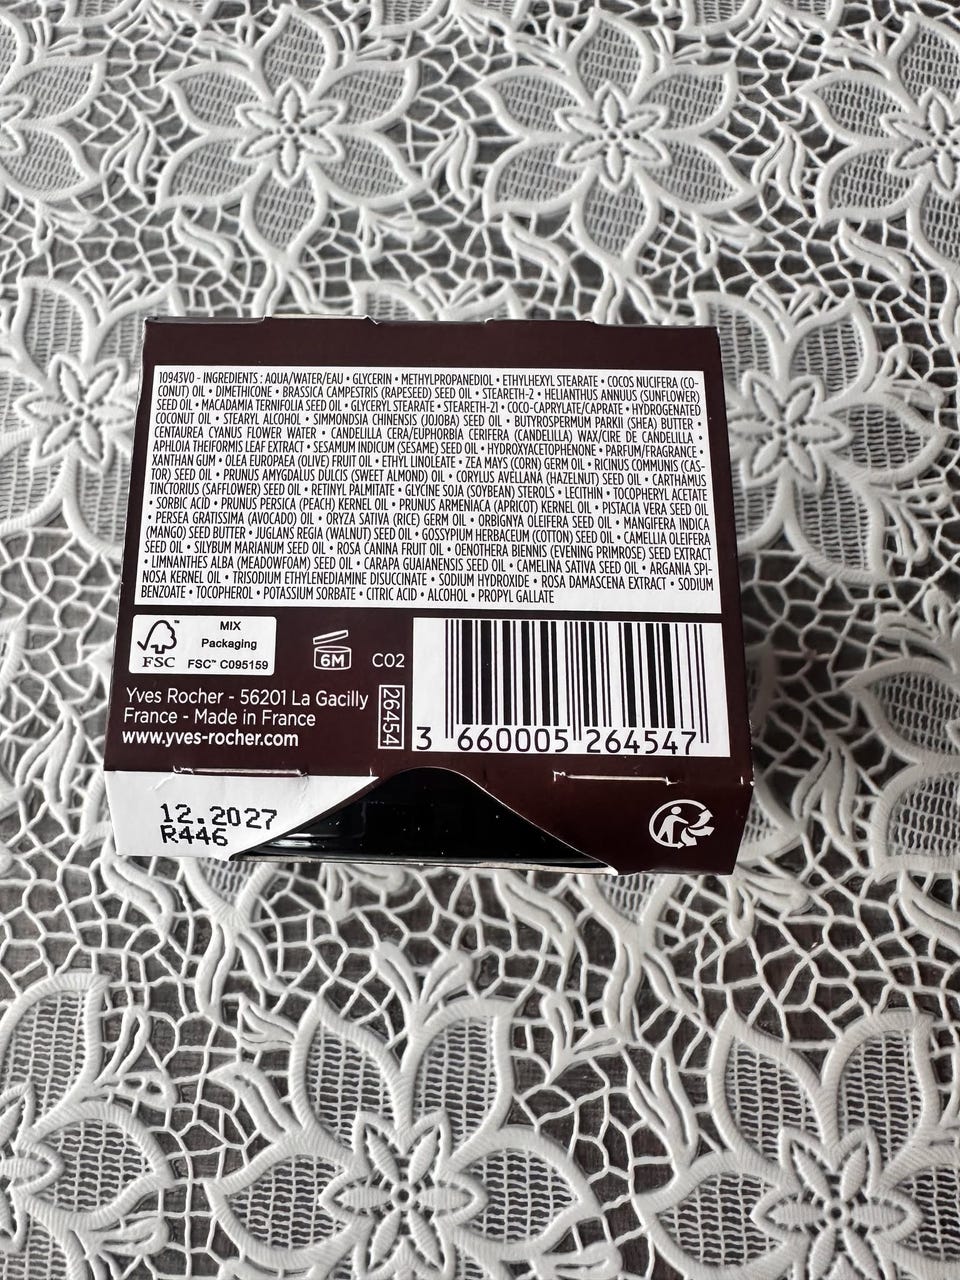 10943V0 - INGREDIENTS : AQUA/WATER/EAU • GLYCERIN • METHYLPROPANEDIOL • ETHYLHEXYL STEARATE • COCOS NUCIFERA (CO-
CONUT) OIL • DIMETHICONE • BRASSICA CAMPESTRIS (RAPESEED) SEED OIL • STEARETH-2 • HELIANTHUS ANNUUS (SUNFLOWER)
SEED OIL • MACADAMIA TERNIFOLIA SEED OIL • GLYCERYL STEARATE • STEARETH-21 • COCO-CAPRYLATE/CAPRATE • HYDROGENATED
COCONUT OIL • STEARYL ALCOHOL • SIMMONDSIA CHINENSIS (JOJOBA) SEED OIL • BUTYROSPERMUM PARKII (SHEA) BUTTER •
CENTAUREA CYANUS FLOWER WATER • CANDELILLA CERA/EUPHORBIA CERIFERA (CANDELILLA) WAX/CIRE DE CANDELILLA •
APHLOIA THEIFORMIS LEAF EXTRACT • SESAMUM INDICUM (SESAME) SEED OIL • HYDROXYACETOPHENONE • PARFUM/FRAGRANCE •
XANTHAN GUM • OLEA EUROPAEA (OLIVE) FRUIT OIL • ETHYL LINOLEATE • ZEA MAYS (CORN) GERM OIL • RICINUS COMMUNIS (CAS-
TOR) SEED OIL • PRUNUS AMYGDALUS DULCIS (SWEET ALMOND) OIL • CORYLUS AVELLANA (HAZELNUT) SEED OIL • CARTHAMUS
TINCTORIUS (SAFFLOWER) SEED OIL • RETINYL PALMITATE • GLYCINE SOJA (SOYBEAN) STEROLS • LECITHIN • TOCOPHERYL ACETATE
• SORBIC ACID • PRUNUS PERSICA (PEACH) KERNEL OIL • PRUNUS ARMENIACA (APRICOT) KERNEL OIL • PISTACIA VERA SEED OIL
• PERSEA GRATISSIMA (AVOCADO) OIL • ORYZA SATIVA (RICE) GERM OIL • ORBIGNYA OLEIFERA SEED OIL • MANGIFERA INDICA
(MANGO) SEED BUTTER • JUGLANS REGIA (WALNUT) SEED OIL • GOSSYPIUM HERBACEUM (COTTON) SEED OIL • CAMELLIA OLEIFERA
SEED OIL • SILYBUM MARIANUM SEED OIL • ROSA CANINA FRUIT OIL • OENOTHERA BIENNIS (EVENING PRIMROSE) SEED EXTRACT
• LIMNANTHES ALBA (MEADOWFOAM) SEED OIL • CARAPA GUAIANENSIS SEED OIL • CAMELINA SATIVA SEED OIL • ARGANIA SPI-
NOSA KERNEL OIL • TRISODIUM ETHYLENEDIAMINE DISUCCINATE • SODIUM HYDROXIDE • ROSA DAMASCENA EXTRACT • SODIUM
BENZOATE • TOCOPHEROL • POTASSIUM SORBATE • CITRIC ACID • ALCOHOL • PROPYL GALLATE
FSC
MIX
Packaging
FSC™ C095159
6M
C02
Yves Rocher - 56201 La Gacilly
France - Made in France
www.yves-rocher.com
26454
3 660005 264547
12.2027
R446